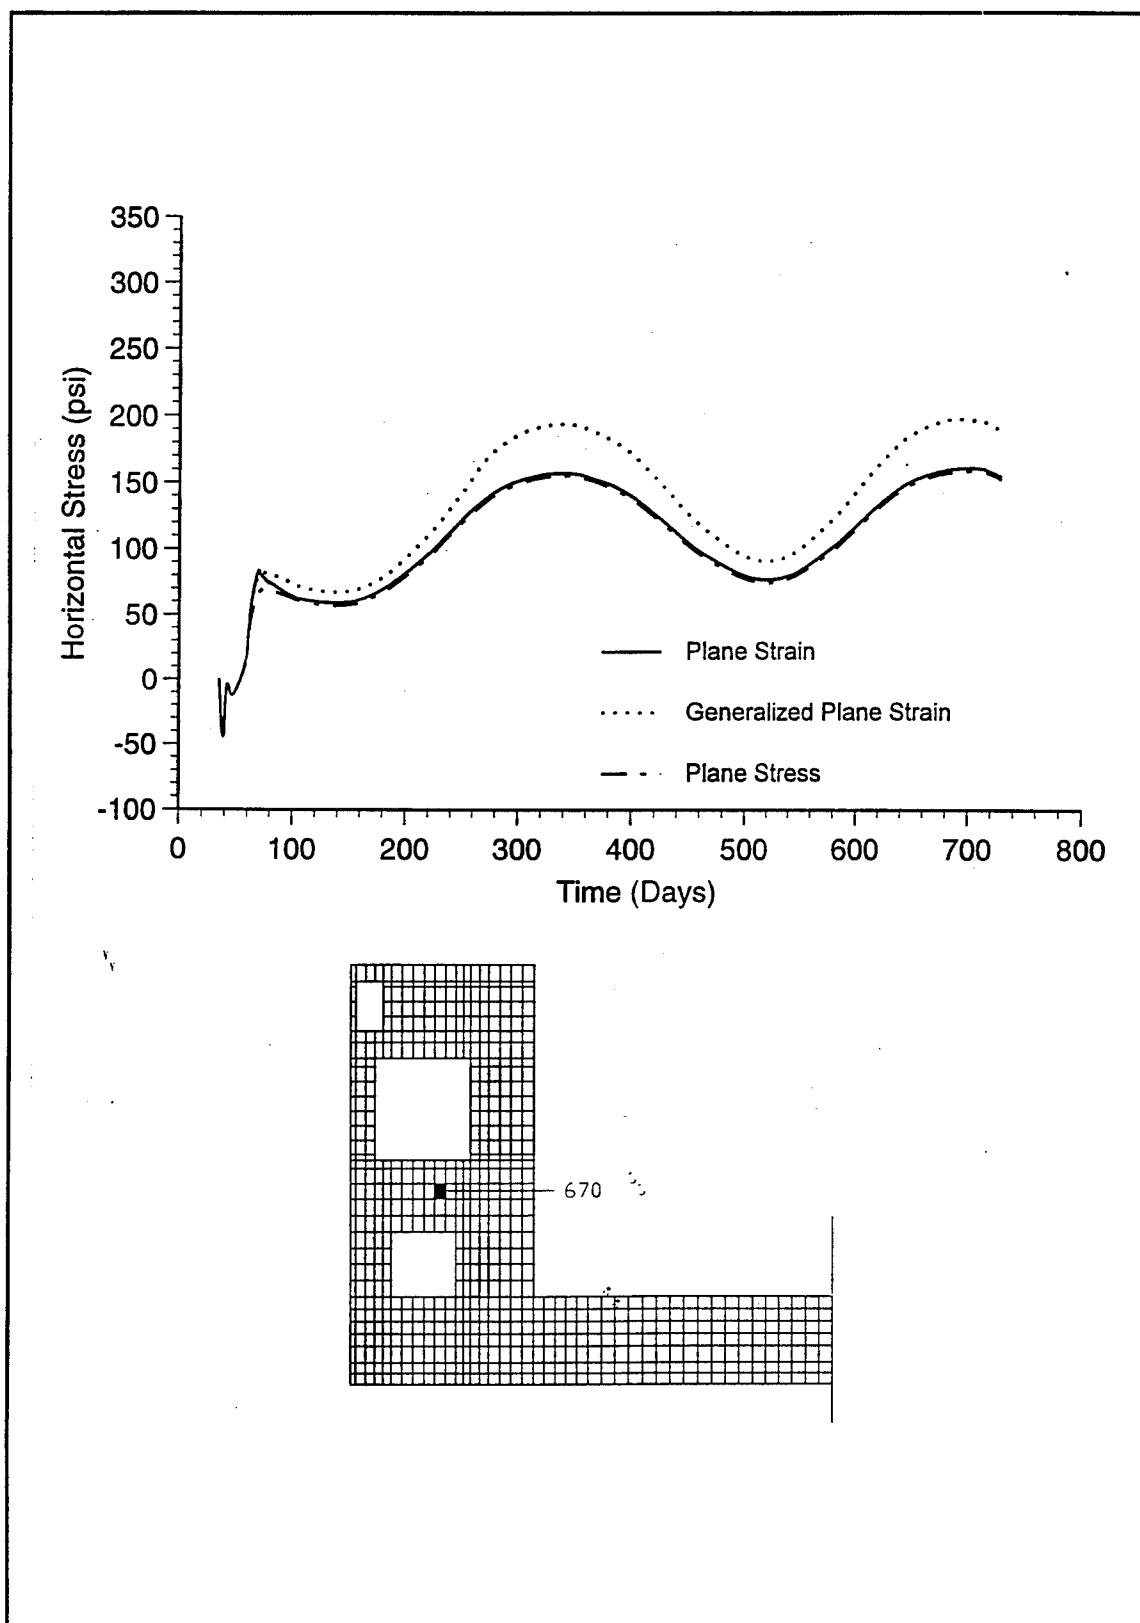 350
300
250
200
150
100
50
0
-50
-100
Horizontal Stress (psi)
Plane Strain
Generalized Plane Strain
Plane Stress
0 100 200 300 400 500 600 700 800
Time (Days)
670